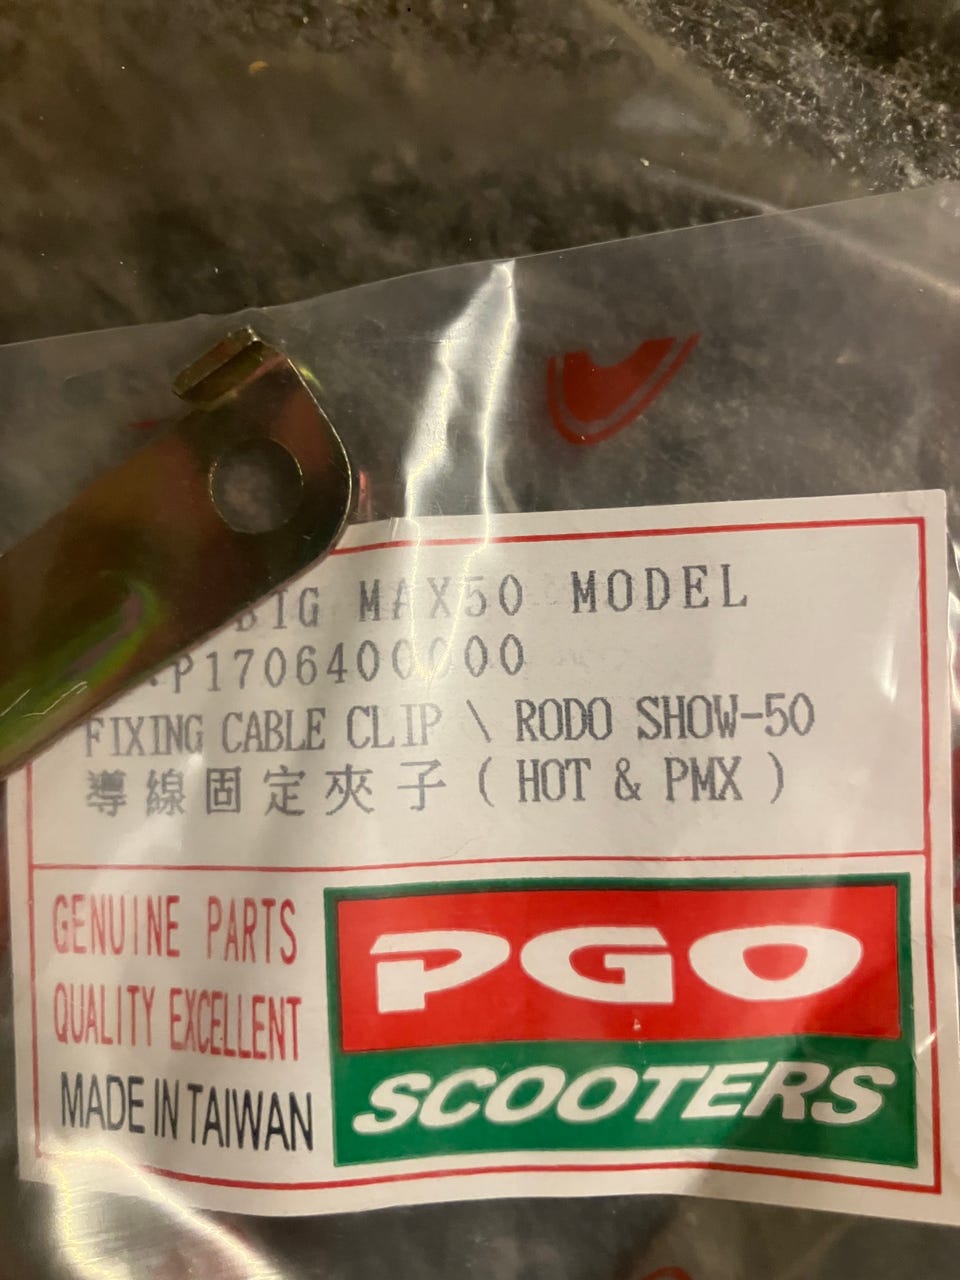 BIG MAX50 MODEL
P1706400000
FIXING CABLE CLIP \ RODO SHOW-50
導線固定夾子 ( HOT & PMX )
GENUINE PARTS
QUALITY EXCELLENT
MADE IN TAIWAN
PGO
SCOOTERS